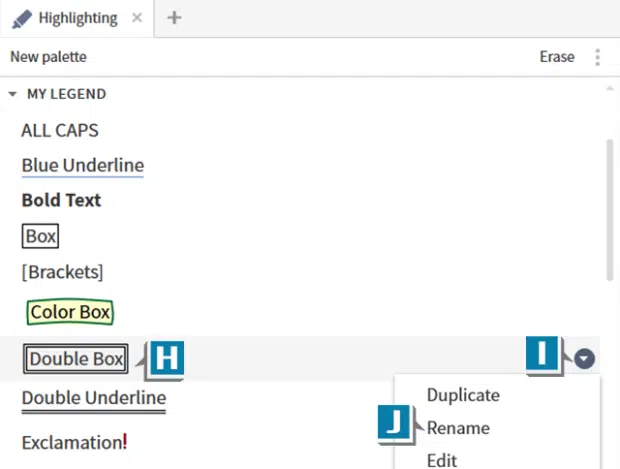 Highlighting × +
New palette Erase
MY LEGEND
ALL CAPS
Blue Underline
Bold Text
Box
[Brackets]
Color Box
Double Box H I
Double Underline Duplicate
J Rename
Exclamation! Edit